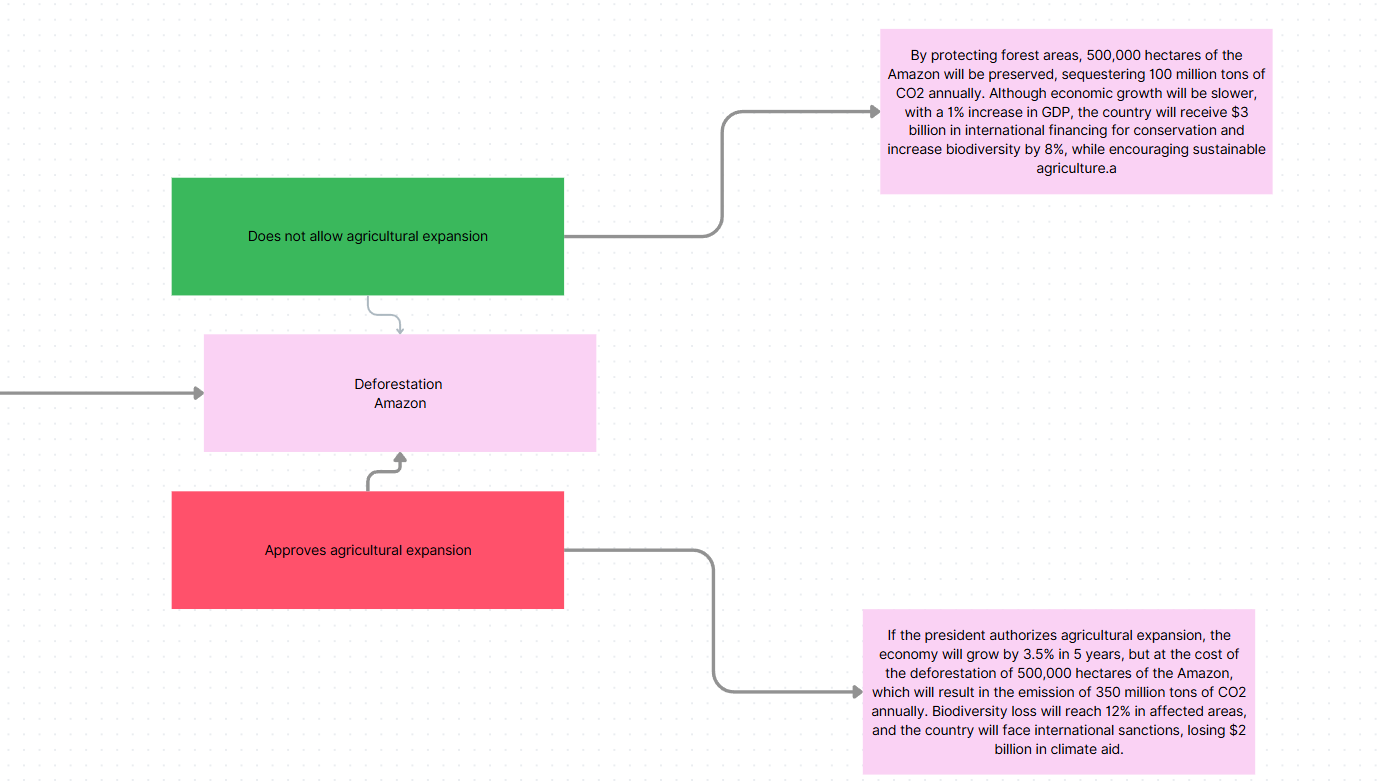 By protecting forest areas, 500,000 hectares of the
Amazon will be preserved, sequestering 100 million tons of
CO2 annually. Although economic growth will be slower,
with a 1% increase in GDP, the country will receive $3
billion in international financing for conservation and
increase biodiversity by 8%, while encouraging sustainable
agriculture.a
Does not allow agricultural expansion
Deforestation
Amazon
Approves agricultural expansion
If the president authorizes agricultural expansion, the
economy will grow by 3.5% in 5 years, but at the cost of
the deforestation of 500,000 hectares of the Amazon,
which will result in the emission of 350 million tons of CO2
annually. Biodiversity loss will reach 12% in affected areas,
and the country will face international sanctions, losing $2
billion in climate aid.